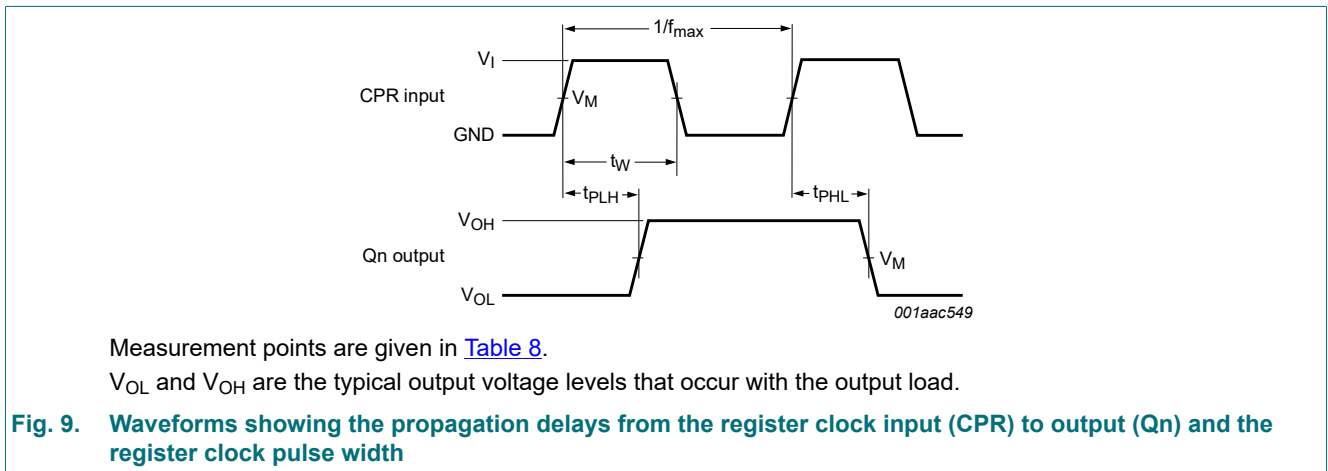 1/fmax
VI
CPR input
VM
GND
tW
tPLH
tPHL
VOH
Qn output
VM
VOL
001aac549
Measurement points are given in Table 8.
VOL and VOH are the typical output voltage levels that occur with the output load.
Fig. 9. Waveforms showing the propagation delays from the register clock input (CPR) to output (Qn) and the
register clock pulse width